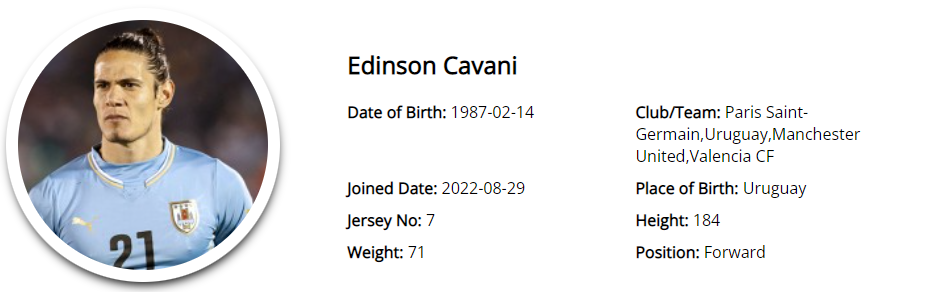 21
Edinson Cavani
Date of Birth: 1987-02-14
Club/Team: Paris Saint-
Germain,Uruguay,Manchester
United,Valencia CF
Joined Date: 2022-08-29
Place of Birth: Uruguay
Jersey No: 7
Height: 184
Weight: 71
Position: Forward